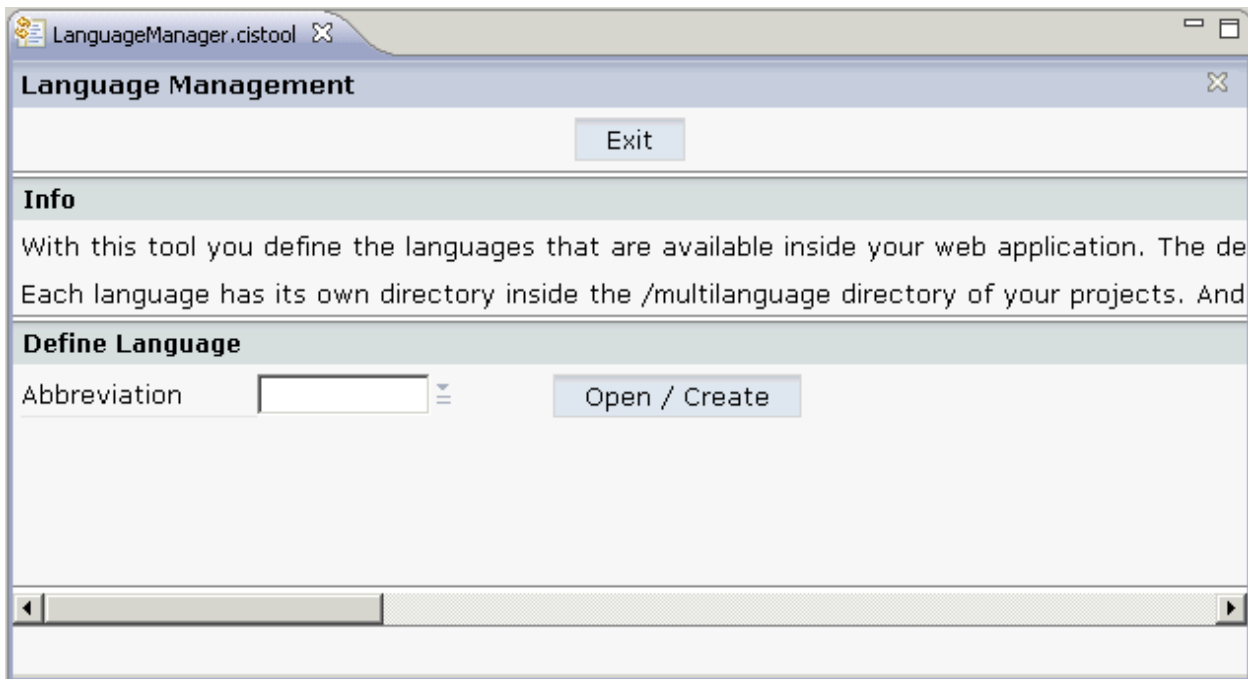 LanguageManager.cistool
Language Management
Exit
Info
With this tool you define the languages that are available inside your web application. The de
Each language has its own directory inside the /multilanguage directory of your projects. And
Define Language
Abbreviation Open / Create